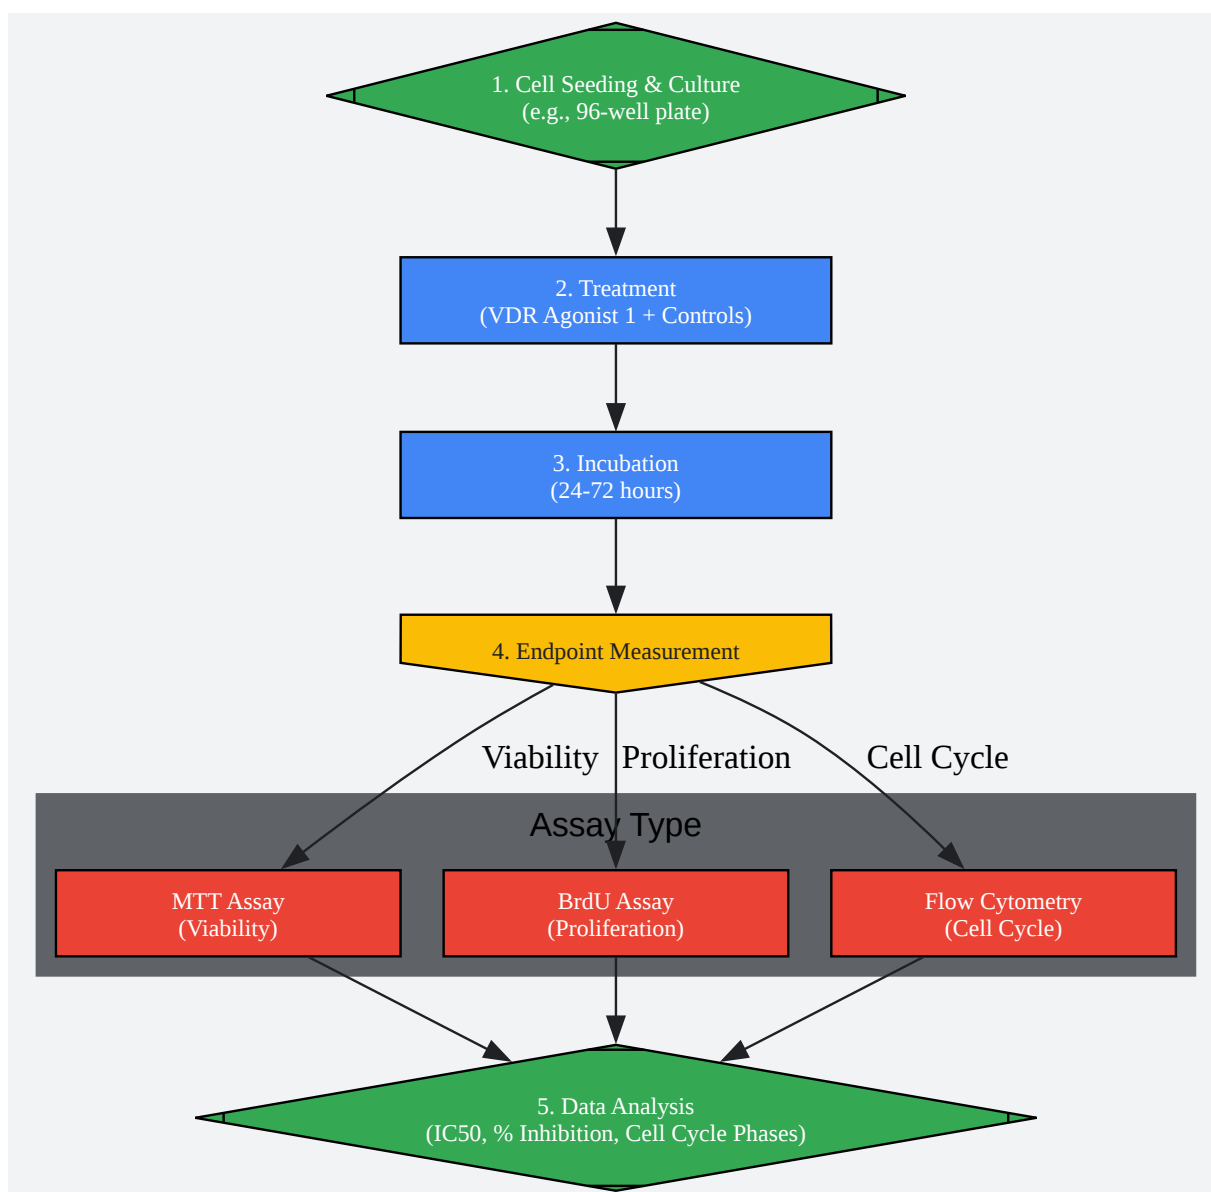 1. Cell Seeding & Culture
(e.g., 96-well plate)
2. Treatment
(VDR Agonist 1 + Controls)
3. Incubation
(24-72 hours)
4. Endpoint Measurement
Viability
Proliferation
Cell Cycle
Assay Type
MTT Assay
(Viability)
BrdU Assay
(Proliferation)
Flow Cytometry
(Cell Cycle)
5. Data Analysis
(IC50, % Inhibition, Cell Cycle Phases)